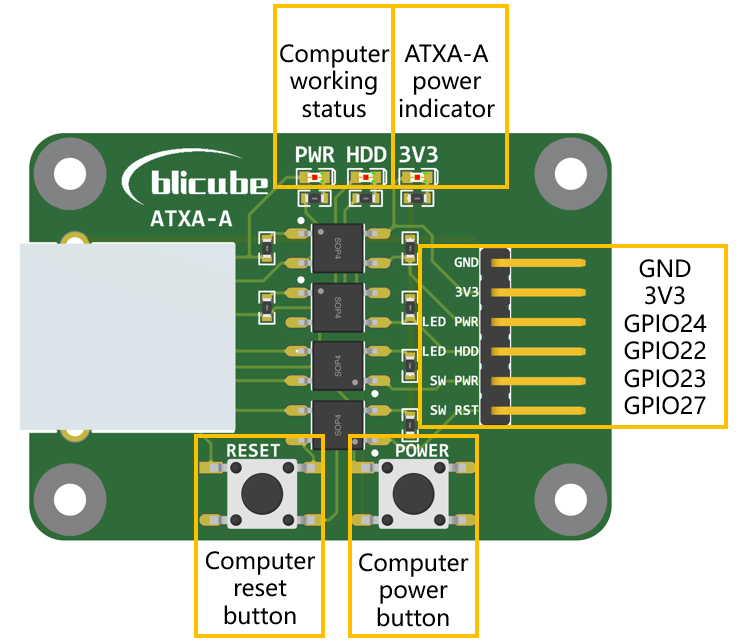 Computer
working
status
ATXA-A
power
indicator
PWR HDD 3V3
blicube
ATXA-A
SOP4
SOP4
SOP4
SOP4
GND GND
3V3 3V3
LED PWR GPIO24
LED HDD GPIO22
SW PWR GPIO23
SW RST GPIO27
RESET POWER
Computer
reset
button
Computer
power
button